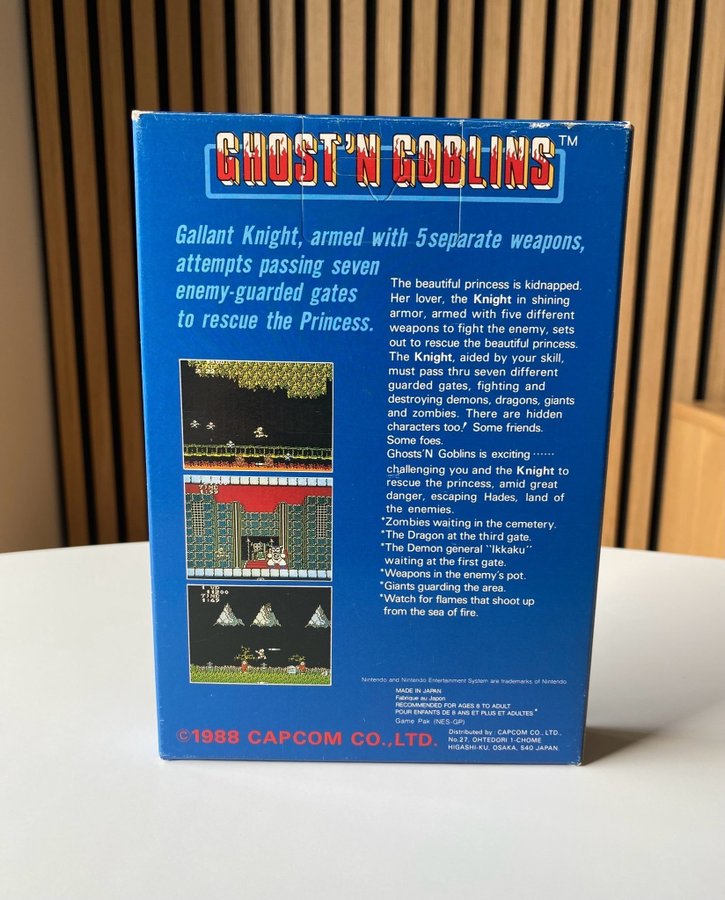 GHOST'N GOBLINS TM
Gallant Knight, armed with 5 separate weapons,
attempts passing seven
enemy-guarded gates
to rescue the Princess.
The beautiful princess is kidnapped.
Her lover, the Knight in shining
armor, armed with five different
weapons to fight the enemy, sets
out to rescue the beautiful princess.
The Knight, aided by your skill,
must pass thru seven different
guarded gates, fighting and
destroying demons, dragons, giants
and zombies. There are hidden
characters too! Some friends.
Some foes.
Ghosts'N Goblins is exciting ······
challenging you and the Knight to
rescue the princess, amid great
danger, escaping Hades, land of
the enemies.
*Zombies waiting in the cemetery.
*The Dragon at the third gate.
*The Demon general "Ikkaku"
waiting at the first gate.
*Weapons in the enemy's pot.
*Giants guarding the area.
*Watch for flames that shoot up
from the sea of fire.
1 UP
11200
TIME
1:47
Nintendo and Nintendo Entertainment System are trademarks of Nintendo
MADE IN JAPAN
Fabriqué au Japon
RECOMMENDED FOR AGES 8 TO ADULT
POUR ENFANTS DE 8 ANS ET PLUS ET ADULTES*
Game Pak (NES-GP)
©1988 CAPCOM CO.,LTD.
Distributed by: CAPCOM CO., LTD.,
No.27, OHTEDORI 1-CHOME
HIGASHI-KU, OSAKA, 540 JAPAN.